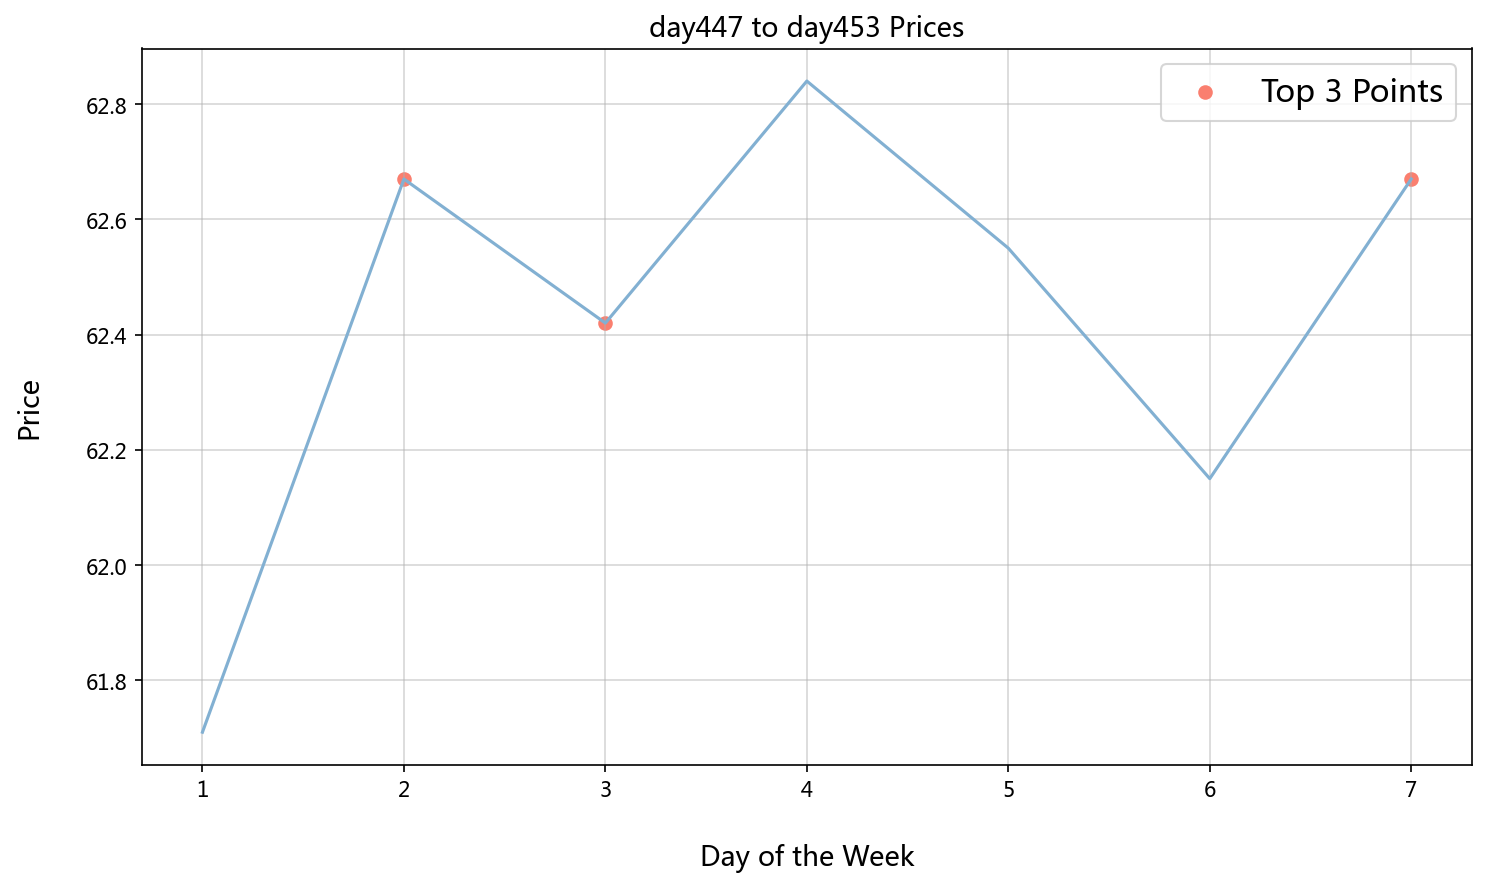 day447 to day453 Prices
Top 3 Points
62.8
62.6
62.4
62.2
62.0
61.8
Price
1 2 3 4 5 6 7
Day of the Week